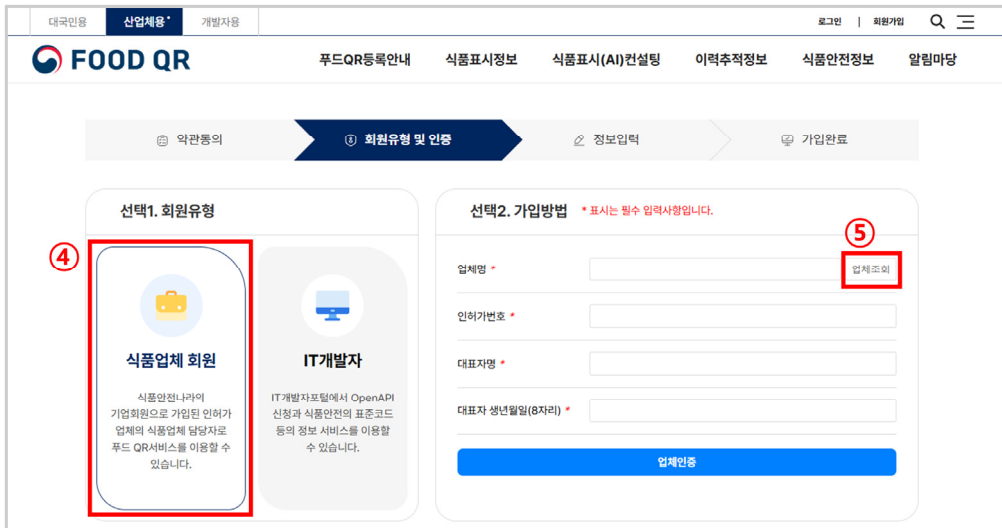 대국민용 산업체용 개발자용 로그인 | 회원가입
FOOD QR 푸드QR등록안내 식품표시정보 식품표시(AI)컨설팅 이력추적정보 식품안전정보 알림마당
약관동의 회원유형 및 인증 정보입력 가입완료
선택1. 회원유형
④
식품업체 회원
식품안전나라의
기업회원으로 가입된 인허가
업체의 식품업체 담당자로
푸드 QR서비스를 이용할 수
있습니다.
IT개발자
IT개발자포털에서 OpenAPI
신청과 식품안전의 표준코드
등의 정보 서비스를 이용할
수 있습니다.
선택2. 가입방법 * 표시는 필수 입력사항입니다.
⑤
업체명 * 업체조회
인허가번호 *
대표자명 *
대표자 생년월일(8자리) *
업체인증